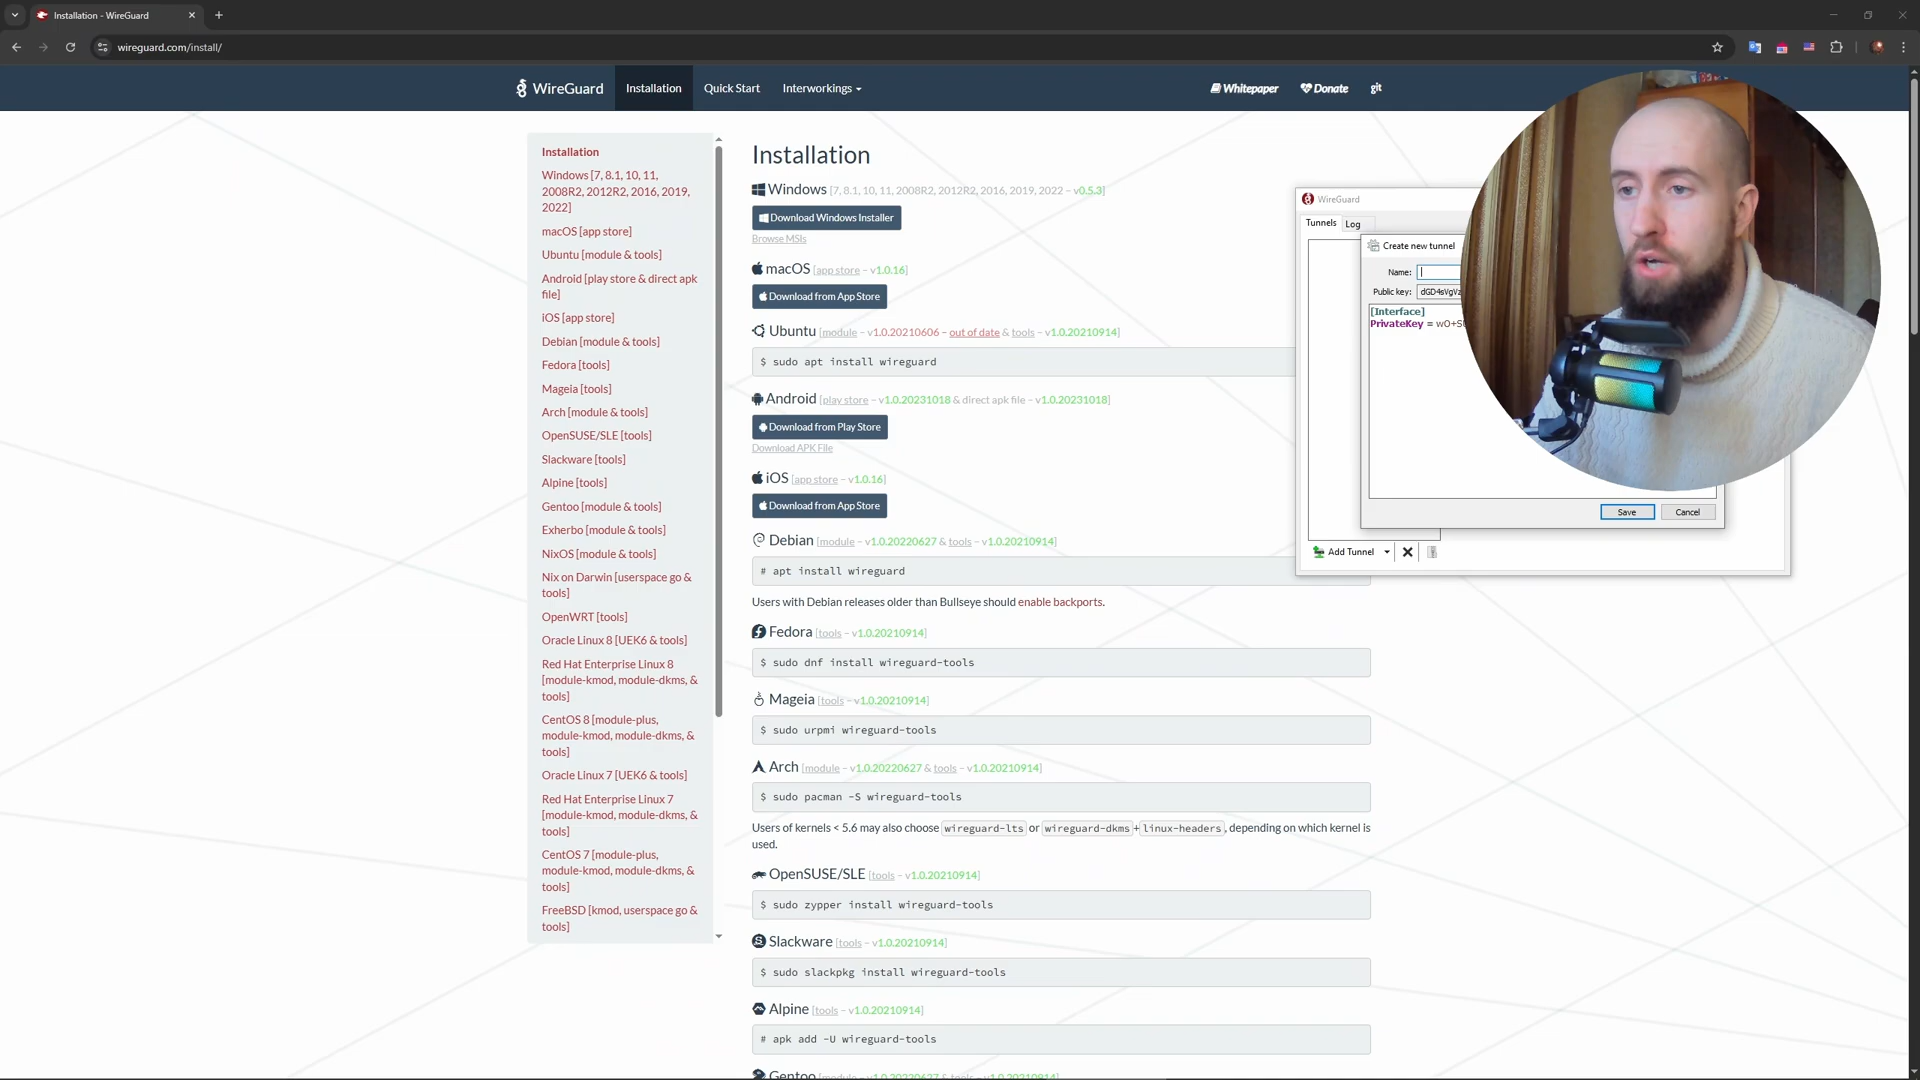 Installation - WireGuard
wireguard.com/install/
WireGuard
Installation
Quick Start
Interworkings
Whitepaper
Donate
git
Installation
Windows [7, 8.1, 10, 11,
2008R2, 2012R2, 2016, 2019,
2022]
macOS [app store]
Ubuntu [module & tools]
Android [play store & direct apk
file]
iOS [app store]
Debian [module & tools]
Fedora [tools]
Mageia [tools]
Arch [module & tools]
OpenSUSE/SLE [tools]
Slackware [tools]
Alpine [tools]
Gentoo [module & tools]
Exherbo [module & tools]
NixOS [module & tools]
Nix on Darwin [userspace go &
tools]
OpenWRT [tools]
Oracle Linux 8 [UEK6 & tools]
Red Hat Enterprise Linux 8
[module-kmod, module-dkms, &
tools]
CentOS 8 [module-plus,
module-kmod, module-dkms, &
tools]
Oracle Linux 7 [UEK6 & tools]
Red Hat Enterprise Linux 7
[module-kmod, module-dkms, &
tools]
CentOS 7 [module-plus,
module-kmod, module-dkms, &
tools]
FreeBSD [kmod, userspace go &
tools]
Installation
Windows [7, 8.1, 10, 11, 2008R2, 2012R2, 2016, 2019, 2022 – v0.5.3]
Download Windows Installer
Browse MSIs
macOS [app store – v1.0.16]
Download from App Store
Ubuntu [module – v1.0.20210606 – out of date & tools – v1.0.20210914]
$ sudo apt install wireguard
Android [play store – v1.0.20231018 & direct apk file – v1.0.20231018]
Download from Play Store
Download APK File
iOS [app store – v1.0.16]
Download from App Store
Debian [module – v1.0.20220627 & tools – v1.0.20210914]
# apt install wireguard
Users with Debian releases older than Bullseye should enable backports.
Fedora [tools – v1.0.20210914]
$ sudo dnf install wireguard-tools
Mageia [tools – v1.0.20210914]
$ sudo urpmi wireguard-tools
Arch [module – v1.0.20220627 & tools – v1.0.20210914]
$ sudo pacman -S wireguard-tools
Users of kernels < 5.6 may also choose wireguard-lts or wireguard-dkms+linux-headers, depending on which kernel is
used.
OpenSUSE/SLE [tools – v1.0.20210914]
$ sudo zypper install wireguard-tools
Slackware [tools – v1.0.20210914]
$ sudo slackpkg install wireguard-tools
Alpine [tools – v1.0.20210914]
# apk add -U wireguard-tools
Gentoo [module – v1.0.20220627 & tools – v1.0.20210914]
WireGuard
Tunnels
Log
Create new tunnel
Name:
Public key:
dGD4sVgVz
[Interface]
PrivateKey = wO+S
Save
Cancel
Add Tunnel